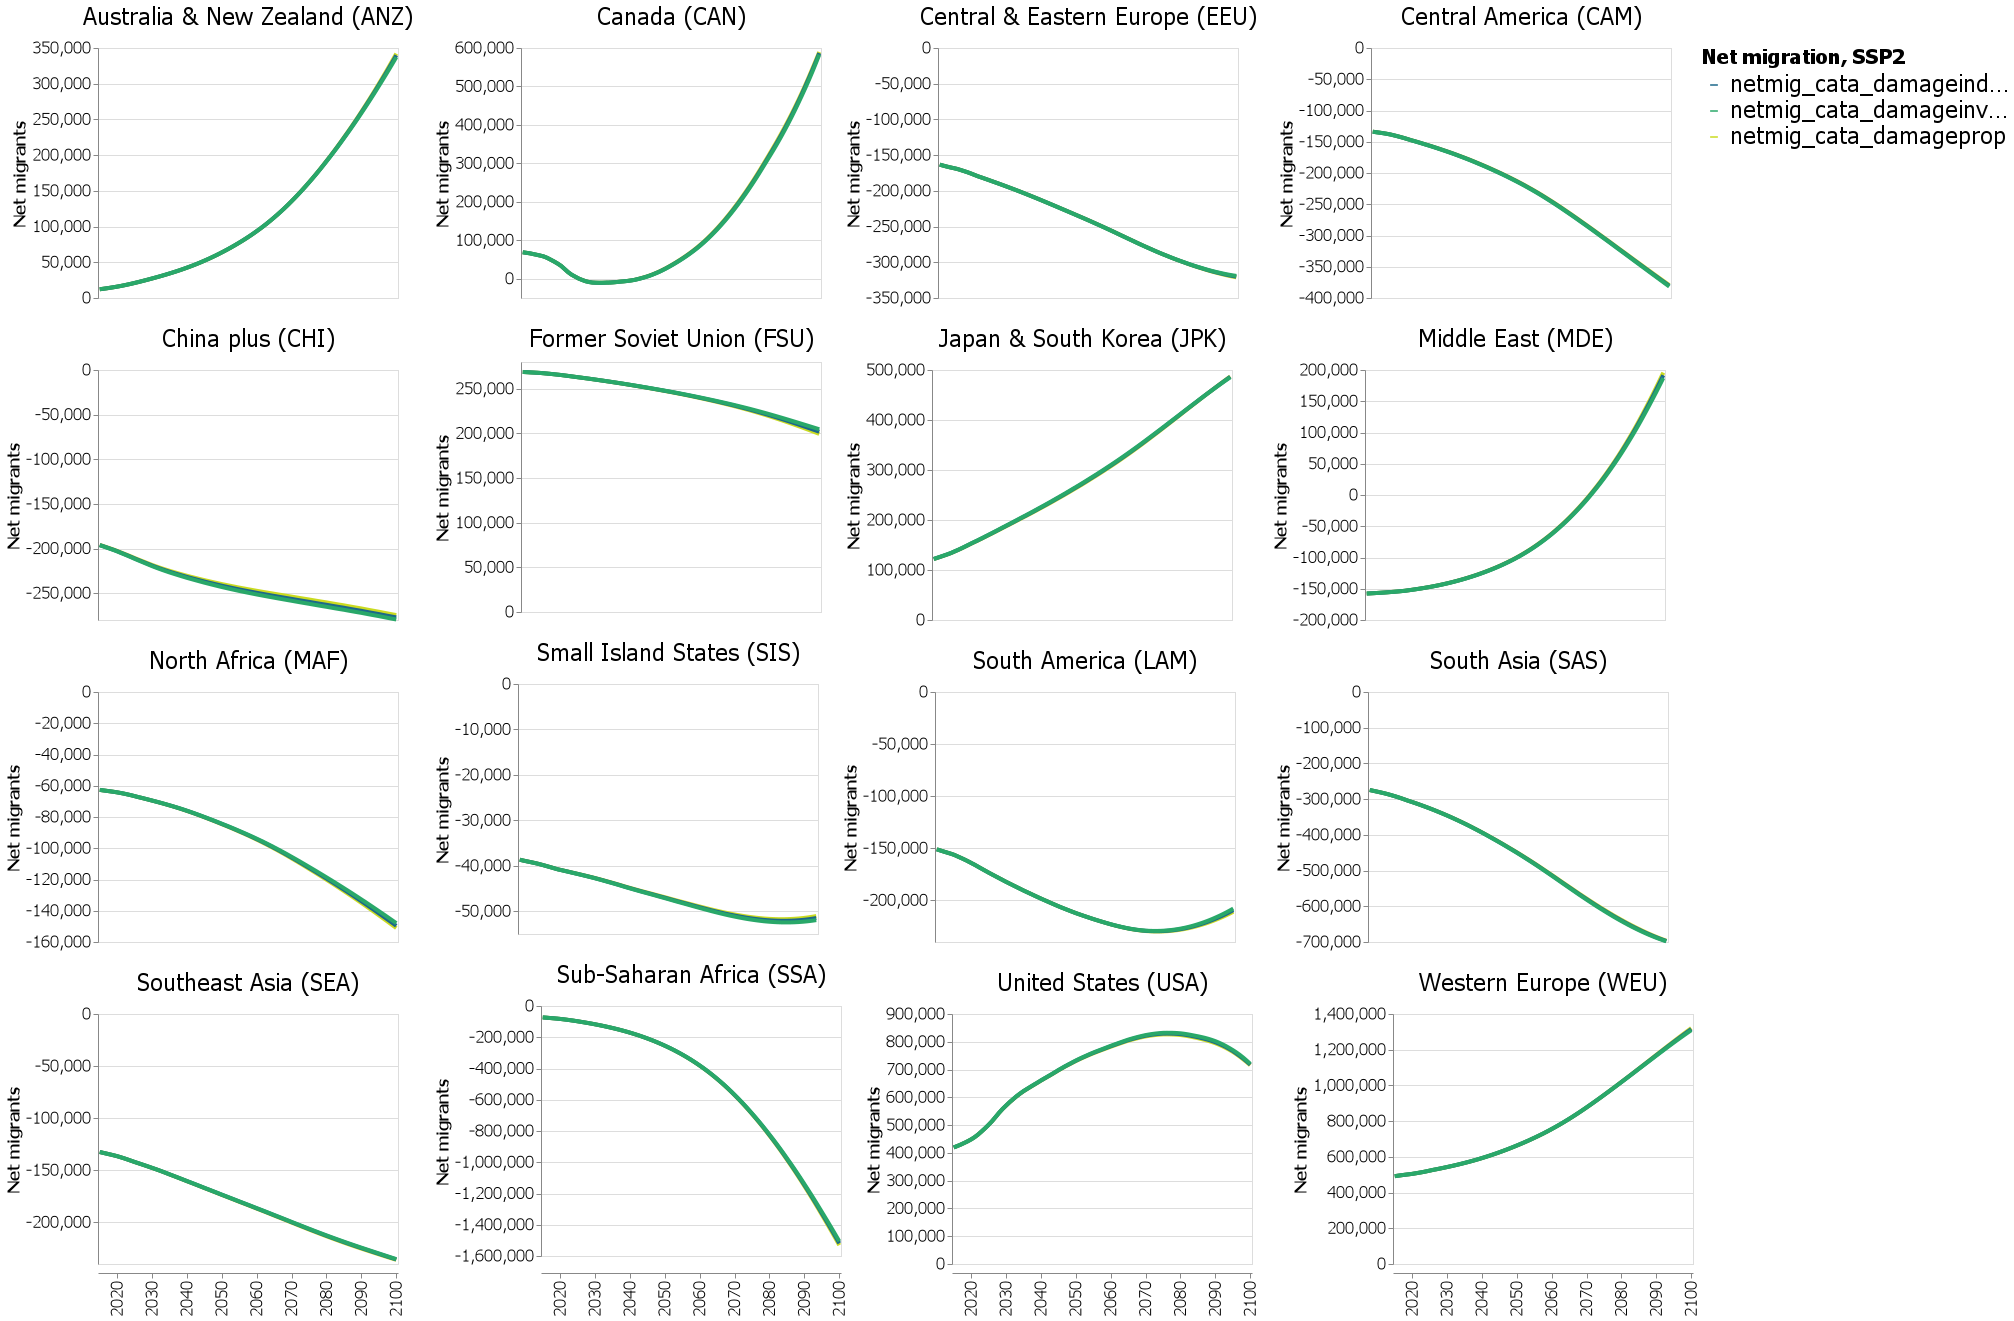 Australia & New Zealand (ANZ)
350,000
300,000
250,000
200,000
150,000
100,000
50,000
0
Net migrants
Canada (CAN)
600,000
500,000
400,000
300,000
200,000
100,000
0
Net migrants
Central & Eastern Europe (EEU)
0
-50,000
-100,000
-150,000
-200,000
-250,000
-300,000
-350,000
Net migrants
Central America (CAM)
0
-50,000
-100,000
-150,000
-200,000
-250,000
-300,000
-350,000
-400,000
Net migrants
Net migration, SSP2
netmig_cata_damageind…
netmig_cata_damageinv…
netmig_cata_damageprop
China plus (CHI)
0
-50,000
-100,000
-150,000
-200,000
-250,000
Net migrants
Former Soviet Union (FSU)
250,000
200,000
150,000
100,000
50,000
0
Net migrants
Japan & South Korea (JPK)
500,000
400,000
300,000
200,000
100,000
0
Net migrants
Middle East (MDE)
200,000
150,000
100,000
50,000
0
-50,000
-100,000
-150,000
-200,000
Net migrants
North Africa (MAF)
0
-20,000
-40,000
-60,000
-80,000
-100,000
-120,000
-140,000
-160,000
Net migrants
Small Island States (SIS)
0
-10,000
-20,000
-30,000
-40,000
-50,000
Net migrants
South America (LAM)
0
-50,000
-100,000
-150,000
-200,000
Net migrants
South Asia (SAS)
0
-100,000
-200,000
-300,000
-400,000
-500,000
-600,000
-700,000
Net migrants
Southeast Asia (SEA)
0
-50,000
-100,000
-150,000
-200,000
Net migrants
2020 2030 2040 2050 2060 2070 2080 2090 2100
Sub-Saharan Africa (SSA)
0
-200,000
-400,000
-600,000
-800,000
-1,000,000
-1,200,000
-1,400,000
-1,600,000
Net migrants
2020 2030 2040 2050 2060 2070 2080 2090 2100
United States (USA)
900,000
800,000
700,000
600,000
500,000
400,000
300,000
200,000
100,000
0
Net migrants
2020 2030 2040 2050 2060 2070 2080 2090 2100
Western Europe (WEU)
1,400,000
1,200,000
1,000,000
800,000
600,000
400,000
200,000
0
Net migrants
2020 2030 2040 2050 2060 2070 2080 2090 2100